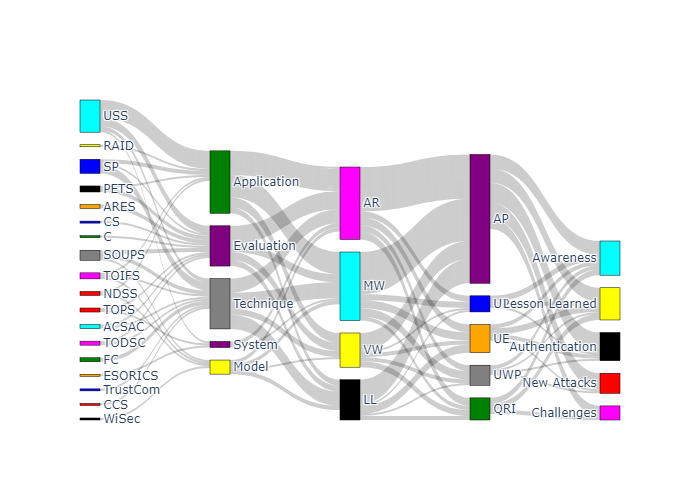 USS
RAID
SP
PETS
ARES
CS
C
SOUPS
TOIFS
NDSS
TOPS
ACSAC
TODSC
FC
ESORICS
TrustCom
CCS
WiSec
Application
Evaluation
Technique
System
Model
AR
MW
VW
LL
AP
UL
UE
UWP
QRI
Awareness
Lesson Learned
Authentication
New Attacks
Challenges